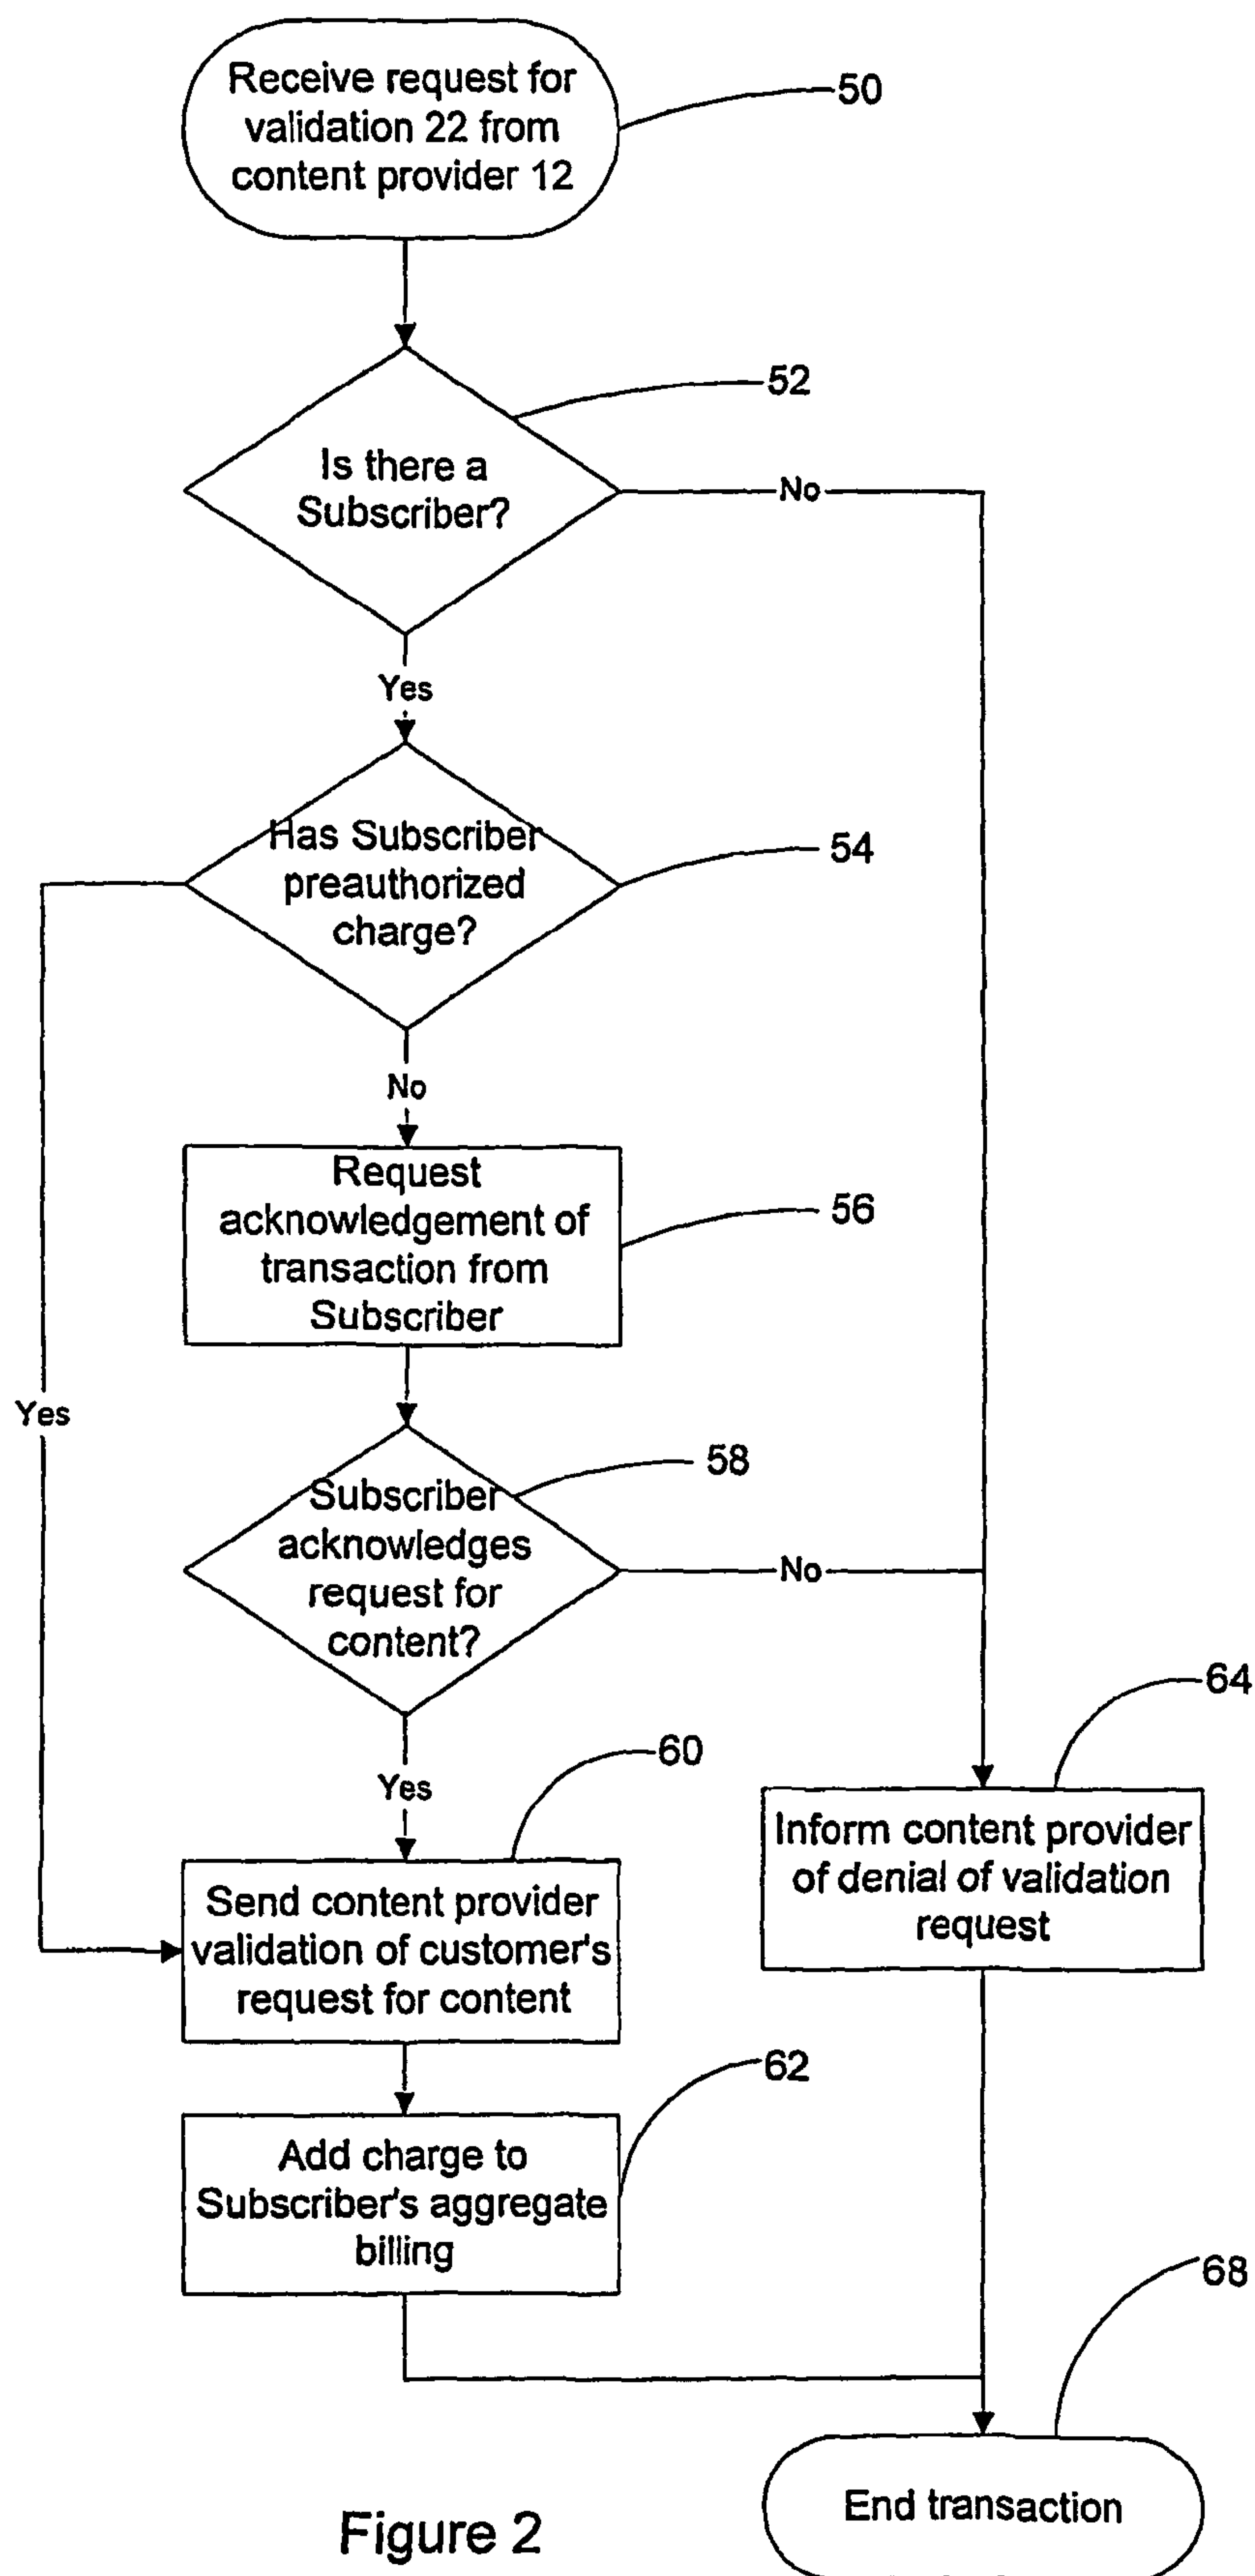 Receive request for
validation 22 from
content provider 12
50
Is there a
Subscriber?
52
No
Yes
Has Subscriber
preauthorized
charge?
54
No
Request
acknowledgement of
transaction from
Subscriber
56
Yes
Subscriber
acknowledges
request for
content?
58
No
Yes
60
64
Send content provider
validation of customer's
request for content
Inform content provider
of denial of validation
request
62
Add charge to
Subscriber's aggregate
billing
68
End transaction
Figure 2